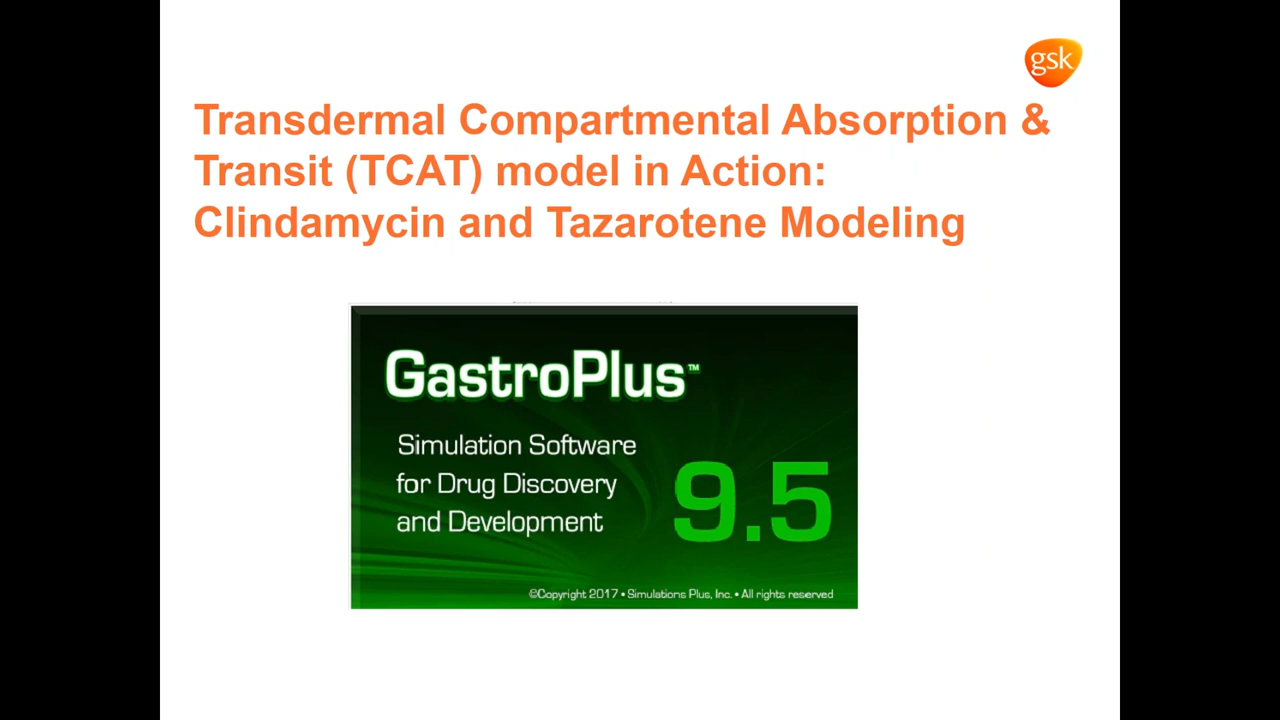 gsk
Transdermal Compartmental Absorption &
Transit (TCAT) model in Action:
Clindamycin and Tazarotene Modeling
GastroPlus™
Simulation Software
for Drug Discovery
and Development
9.5
©Copyright 2017 • Simulations Plus, Inc. • All rights reserved